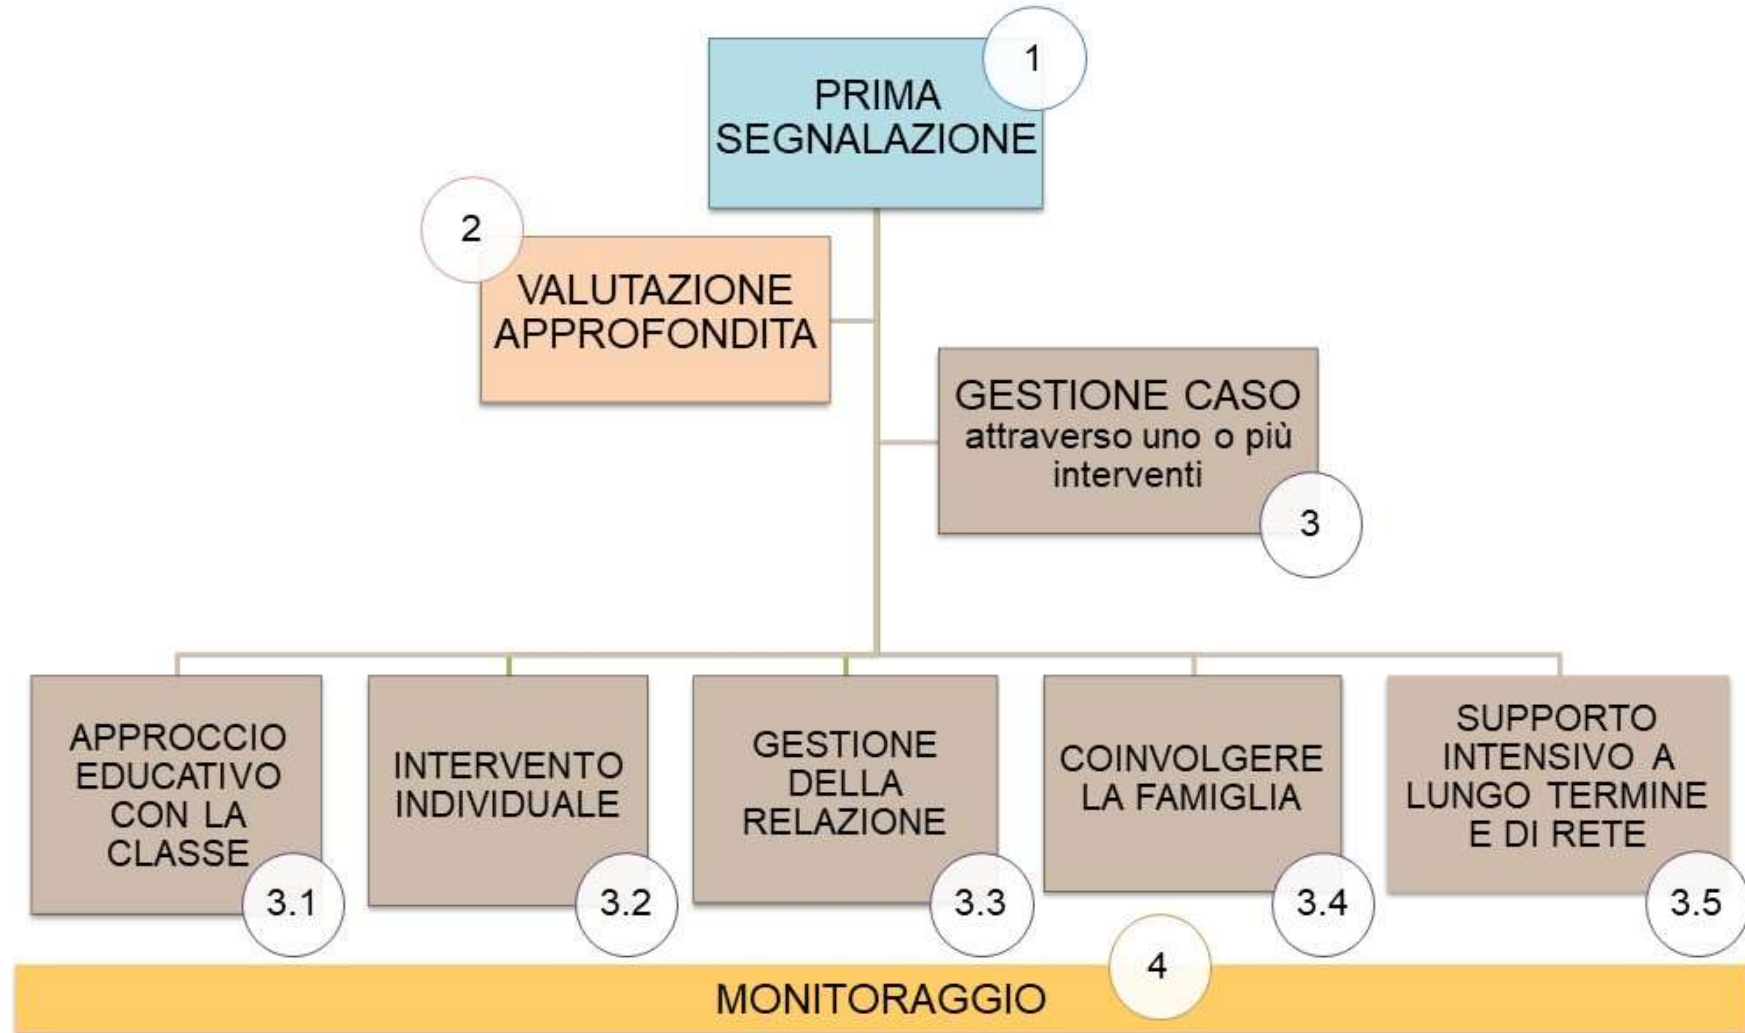 1
PRIMA
SEGNALAZIONE
2
VALUTAZIONE
APPROFONDITA
GESTIONE CASO
attraverso uno o più
interventi
3
APPROCCIO
EDUCATIVO
CON LA
CLASSE
3.1
INTERVENTO
INDIVIDUALE
3.2
GESTIONE
DELLA
RELAZIONE
3.3
COINVOLGERE
LA FAMIGLIA
3.4
SUPPORTO
INTENSIVO A
LUNGO TERMINE
E DI RETE
3.5
4
MONITORAGGIO